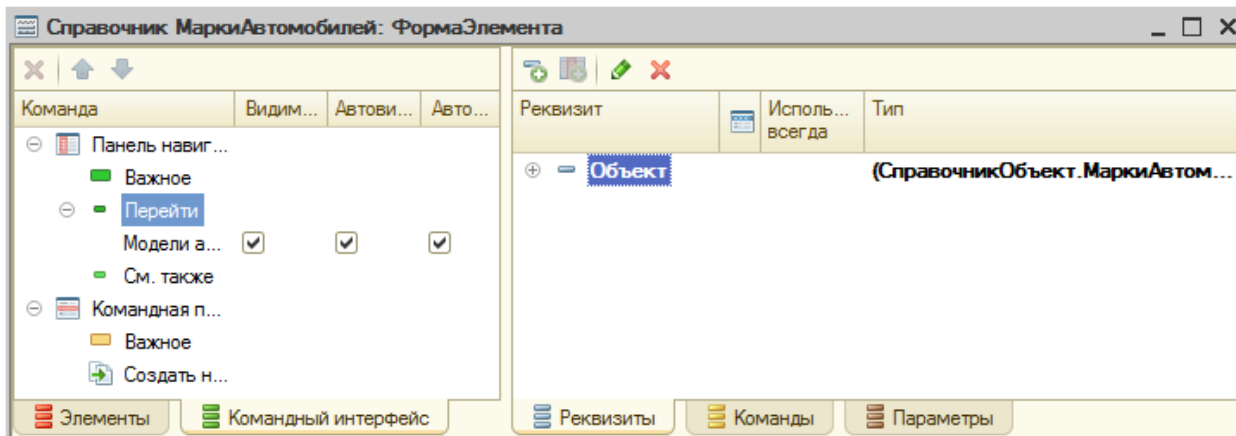 Справочник МаркиАвтомобилей: ФормаЭлемента
Команда Видим... Автови... Авто...
Панель навиг...
Важное
Перейти
Модели а...
См. также
Командная п...
Важное
Создать н...
Элементы Командный интерфейс
Реквизит Исполь... всегда Тип
Объект (СправочникОбъект.МаркиАвтом...
Реквизиты Команды Параметры